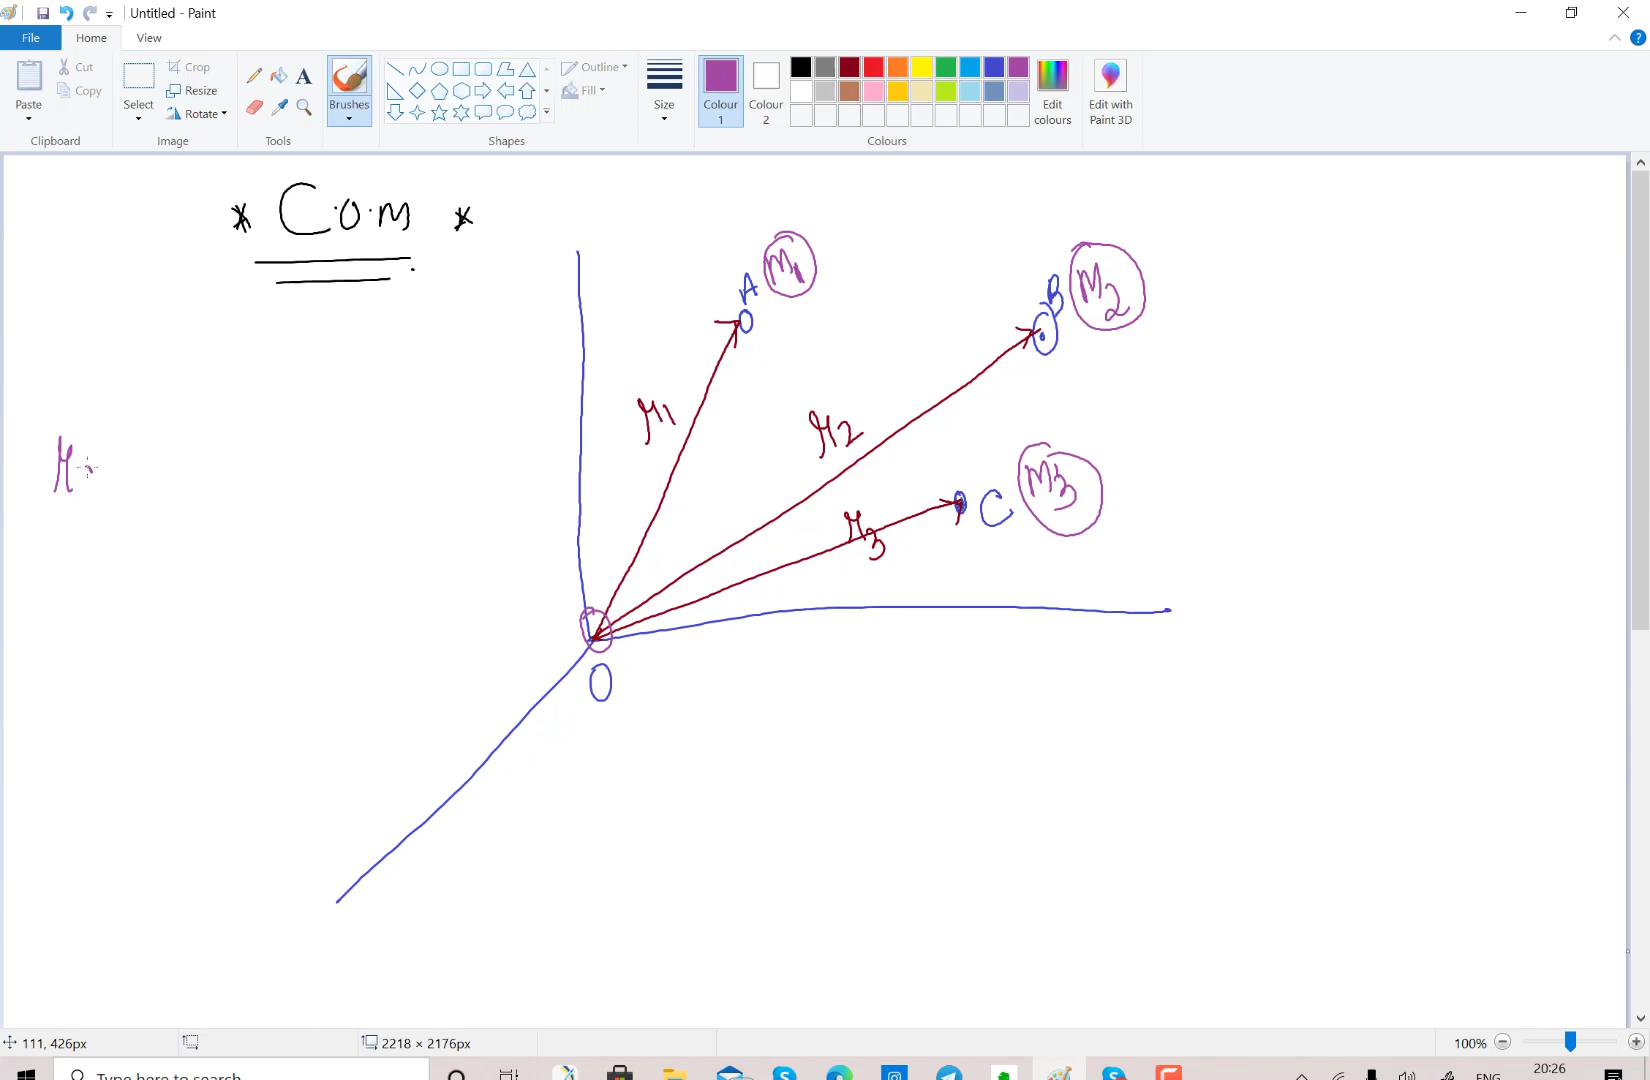 Untitled - Paint
File Home View
Paste
Cut
Copy
Clipboard
Select
Crop
Resize
Rotate
Image
A
Tools
Brushes
Outline
Fill
Shapes
Size
Colour 1
Colour 2
Edit colours
Edit with Paint 3D
Colours
* C.O.M *
A M1
B M2
r1
r2
C M3
r3
r
O
111, 426px
2218 × 2176px
100%
Type here to search
ENG
20:26